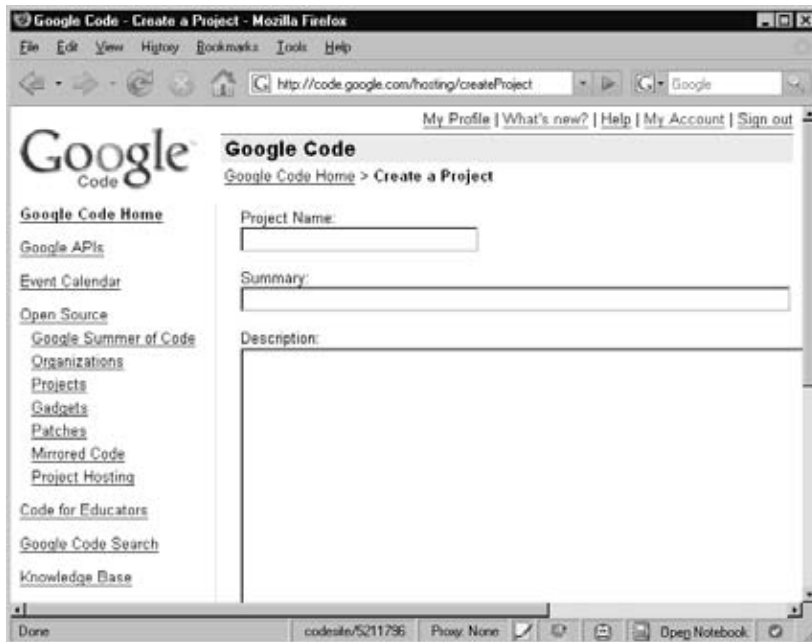 Google Code - Create a Project - Mozilla Firefox
File Edit View History Bookmarks Tools Help
http://code.google.com/hosting/createProject
Google
My Profile | What's new? | Help | My Account | Sign out
Google
Code
Google Code
Google Code Home > Create a Project
Google Code Home
Google APIs
Event Calendar
Open Source
Google Summer of Code
Organizations
Projects
Gadgets
Patches
Mirrored Code
Project Hosting
Code for Educators
Google Code Search
Knowledge Base
Project Name:
Summary:
Description:
Done
codesite/5211796
Proxy: None
Open Notebook